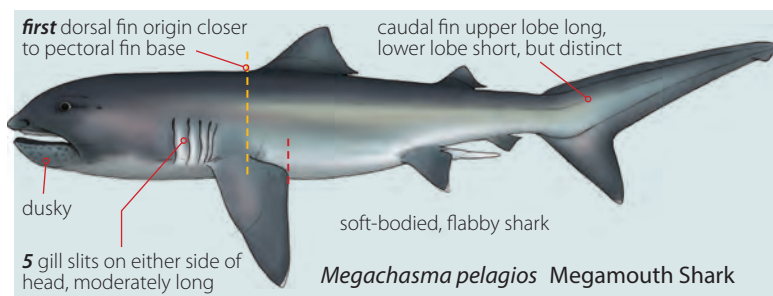 first dorsal fin origin closer
to pectoral fin base
caudal fin upper lobe long,
lower lobe short, but distinct
dusky
5 gill slits on either side of
head, moderately long
soft-bodied, flabby shark
Megachasma pelagios Megamouth Shark